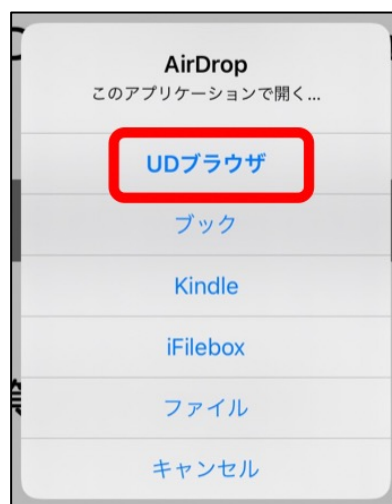 AirDrop
このアプリケーションで開く...
UDブラウザ
ブック
Kindle
iFilebox
ファイル
キャンセル